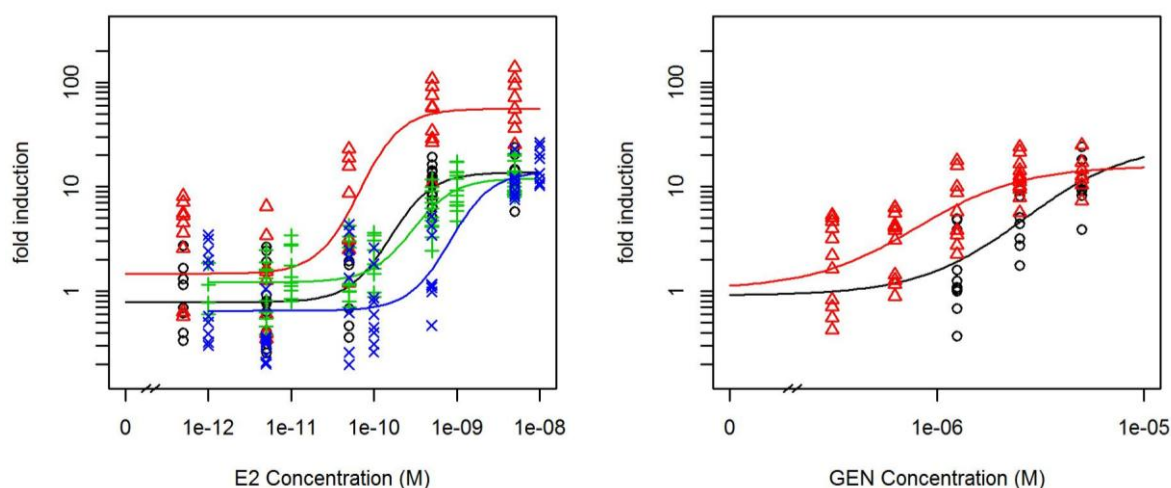 fold induction
100
10
1
0
1e-12
1e-11
1e-10
1e-09
1e-08
E2 Concentration (M)
fold induction
100
10
1
0
1e-06
1e-05
GEN Concentration (M)